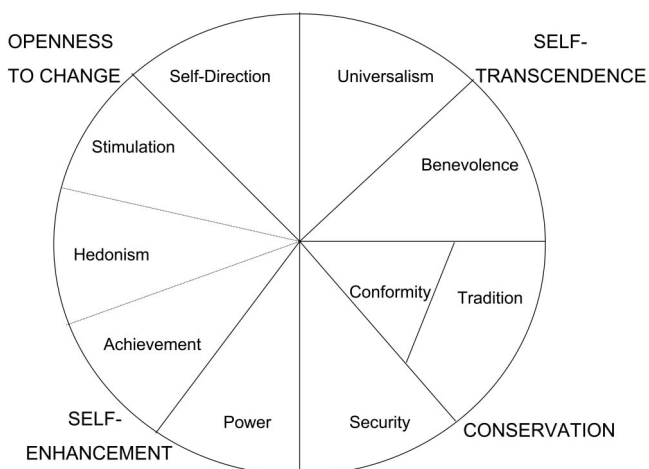 OPENNESS
TO CHANGE
SELF-
TRANSCENDENCE
Self-Direction
Universalism
Stimulation
Benevolence
Hedonism
Conformity
Tradition
Achievement
Power
Security
SELF-
ENHANCEMENT
CONSERVATION